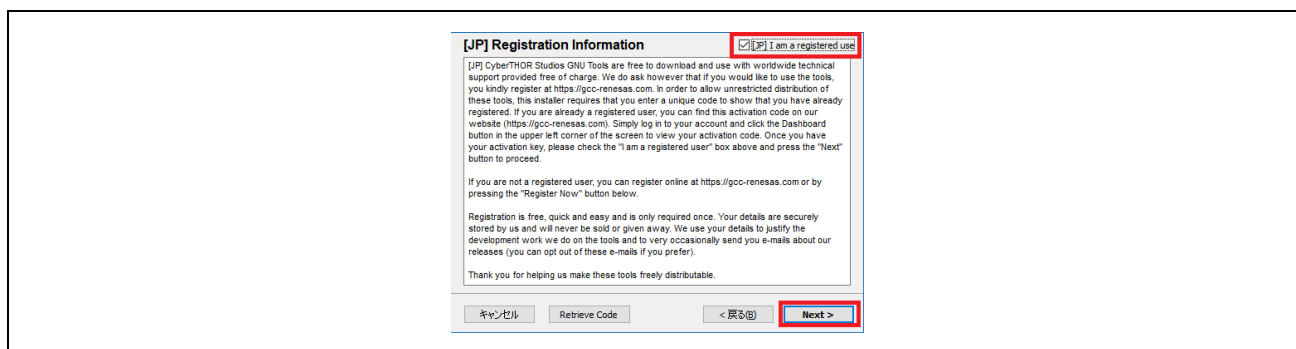 [JP] Registration Information
[JP] I am a registered use
[JP] CyberTHOR Studios GNU Tools are free to download and use with worldwide technical
support provided free of charge. We do ask however that if you would like to use the tools,
you kindly register at https://gcc-renesas.com. In order to allow unrestricted distribution of
these tools, this installer requires that you enter a unique code to show that you have already
registered. If you are already a registered user, you can find this activation code on our
website (https://gcc-renesas.com). Simply log in to your account and click the Dashboard
button in the upper left corner of the screen to view your activation code. Once you have
your activation key, please check the "I am a registered user" box above and press the "Next"
button to proceed.
If you are not a registered user, you can register online at https://gcc-renesas.com or by
pressing the "Register Now" button below.
Registration is free, quick and easy and is only required once. Your details are securely
stored by us and will never be sold or given away. We use your details to justify the
development work we do on the tools and to very occasionally send you e-mails about our
releases (you can opt out of these e-mails if you prefer).
Thank you for helping us make these tools freely distributable.
キャンセル Retrieve Code < 戻る(B) Next >